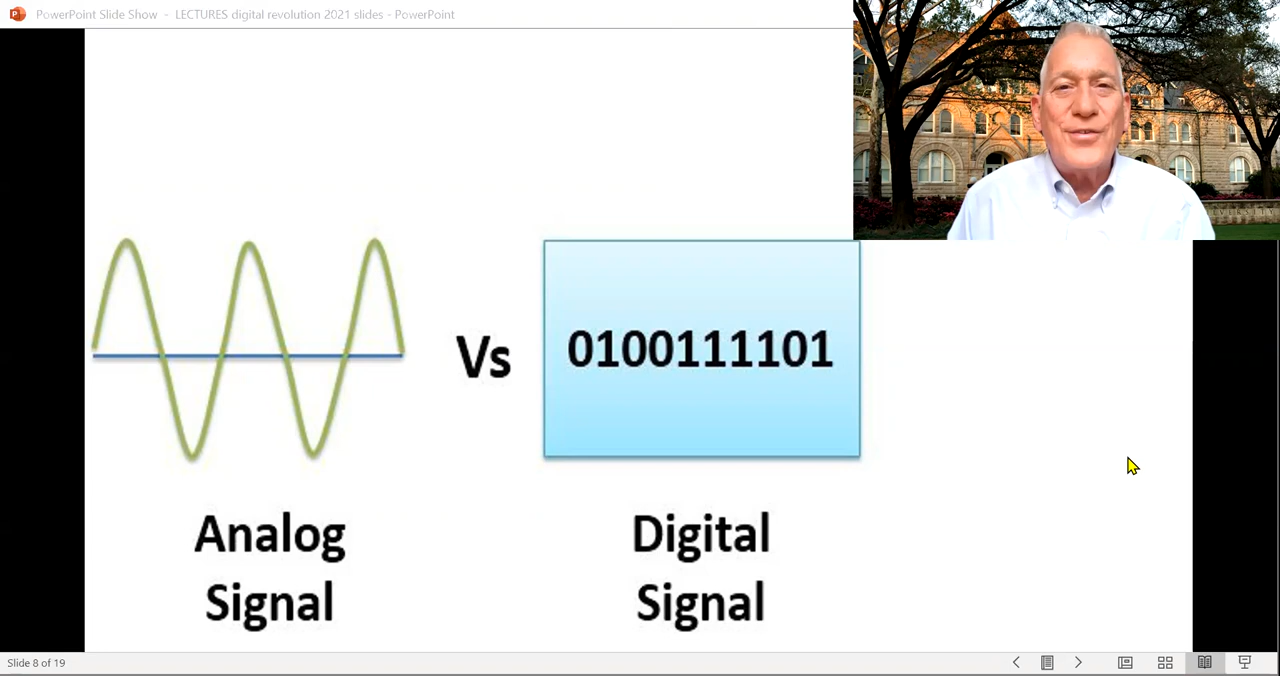 PowerPoint Slide Show - LECTURES digital revolution 2021 slides - PowerPoint
Vs
0100111101
Analog
Signal
Digital
Signal
Slide 8 of 19